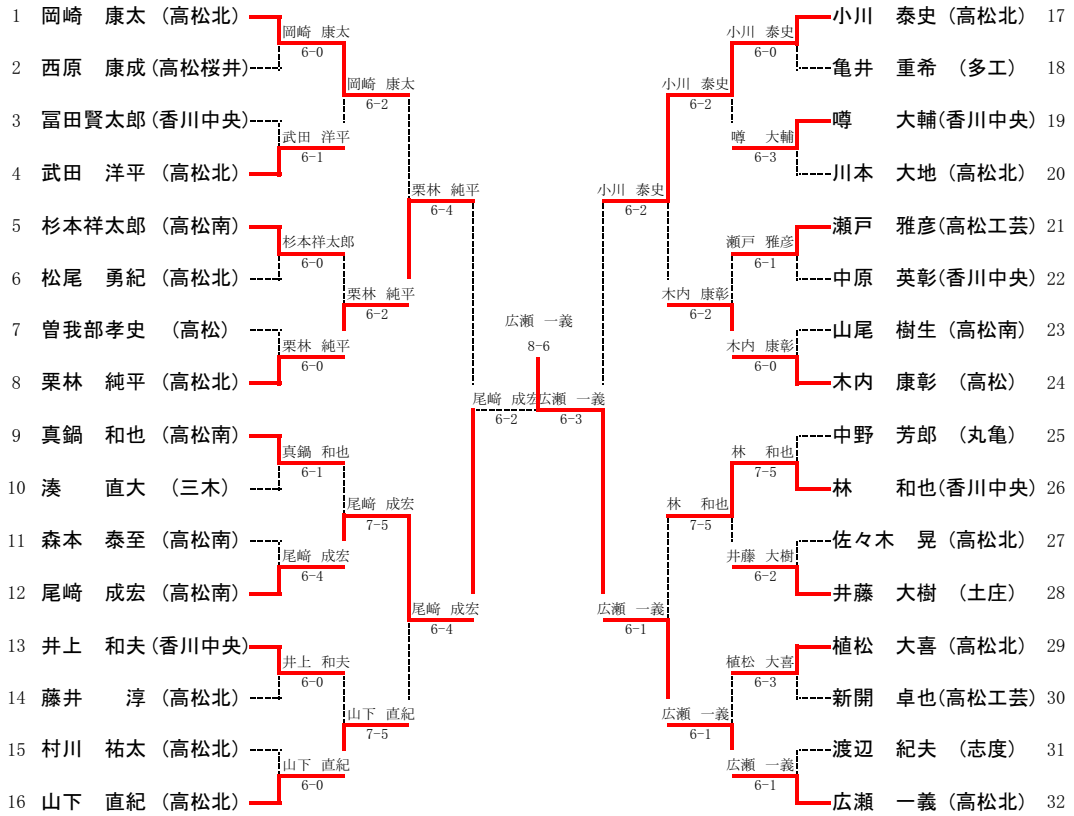 1 岡崎 康太 (高松北)
岡崎 康太
6-0
2 西原 康成 (高松桜井)
岡崎 康太
6-2
3 冨田賢太郎 (香川中央)
武田 洋平
6-1
4 武田 洋平 (高松北)
栗林 純平
6-4
5 杉本祥太郎 (高松南)
杉本祥太郎
6-0
6 松尾 勇紀 (高松北)
栗林 純平
6-2
7 曽我部孝史 (高松)
栗林 純平
6-0
8 栗林 純平 (高松北)
尾﨑 成宏
6-2
9 真鍋 和也 (高松南)
真鍋 和也
6-1
10 湊 直大 (三木)
尾﨑 成宏
7-5
11 森本 泰至 (高松南)
尾﨑 成宏
6-4
12 尾﨑 成宏 (高松南)
尾﨑 成宏
6-4
13 井上 和夫 (香川中央)
井上 和夫
6-0
14 藤井 淳 (高松北)
山下 直紀
7-5
15 村川 祐太 (高松北)
山下 直紀
6-0
16 山下 直紀 (高松北)
広瀬 一義
8-6
小川 泰史 (高松北) 17
小川 泰史
6-0
亀井 重希 (多工) 18
小川 泰史
6-2
噂 大輔 (香川中央) 19
噂 大輔
6-3
川本 大地 (高松北) 20
小川 泰史
6-2
瀬戸 雅彦 (高松工芸) 21
瀬戸 雅彦
6-1
中原 英彰 (香川中央) 22
木内 康彰
6-2
山尾 樹生 (高松南) 23
木内 康彰
6-0
木内 康彰 (高松) 24
広瀬 一義
6-3
中野 芳郎 (丸亀) 25
林 和也
7-5
林 和也 (香川中央) 26
林 和也
7-5
佐々木 晃 (高松北) 27
井藤 大樹
6-2
井藤 大樹 (土庄) 28
広瀬 一義
6-1
植松 大喜 (高松北) 29
植松 大喜
6-3
新開 卓也 (高松工芸) 30
広瀬 一義
6-1
渡辺 紀夫 (志度) 31
広瀬 一義
6-1
広瀬 一義 (高松北) 32